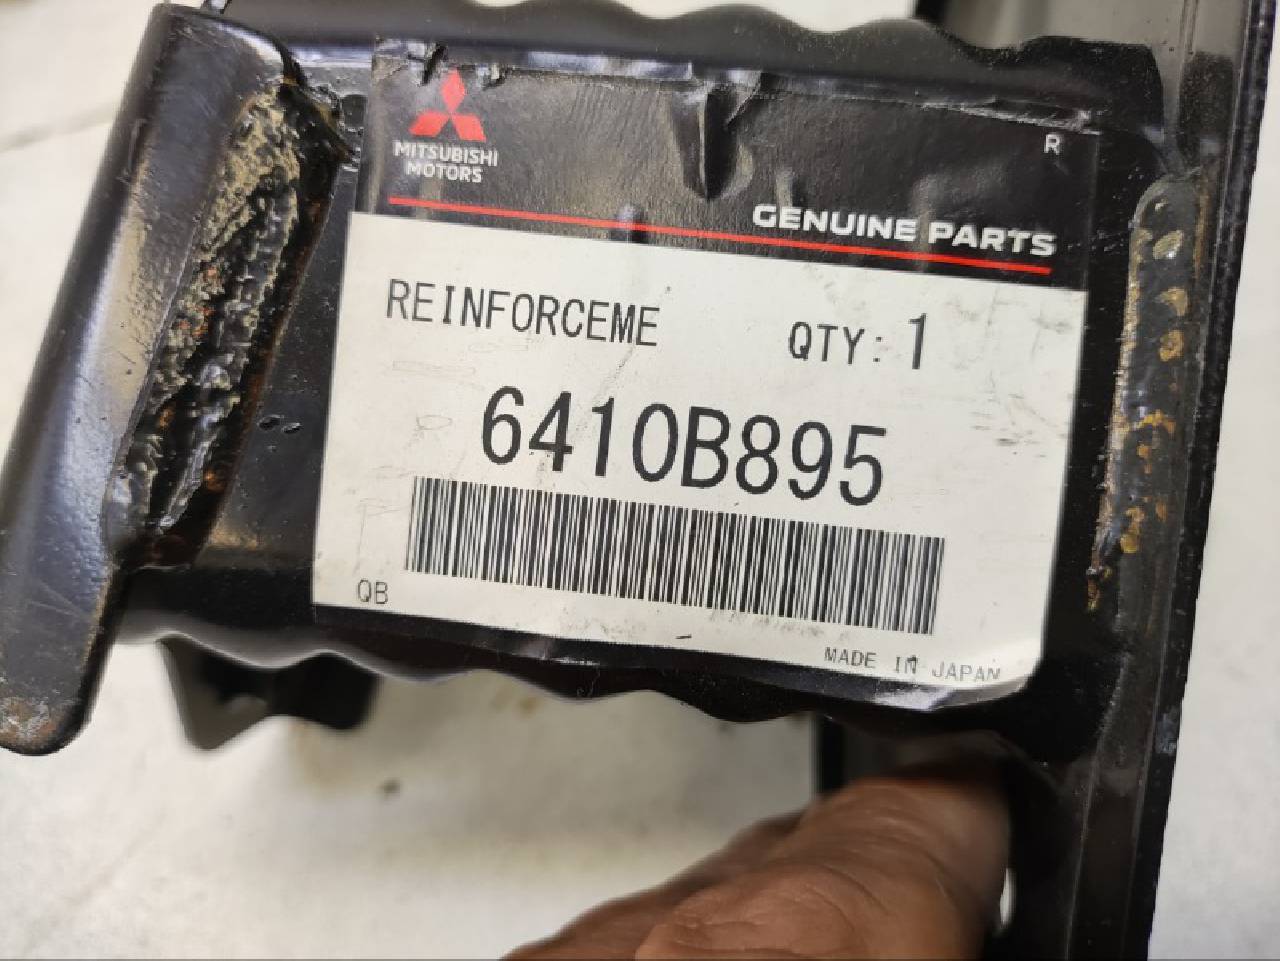 MITSUBISHI
MOTORS
R
GENUINE PARTS
REINFORCEME QTY: 1
6410B895
QB
MADE IN JAPAN